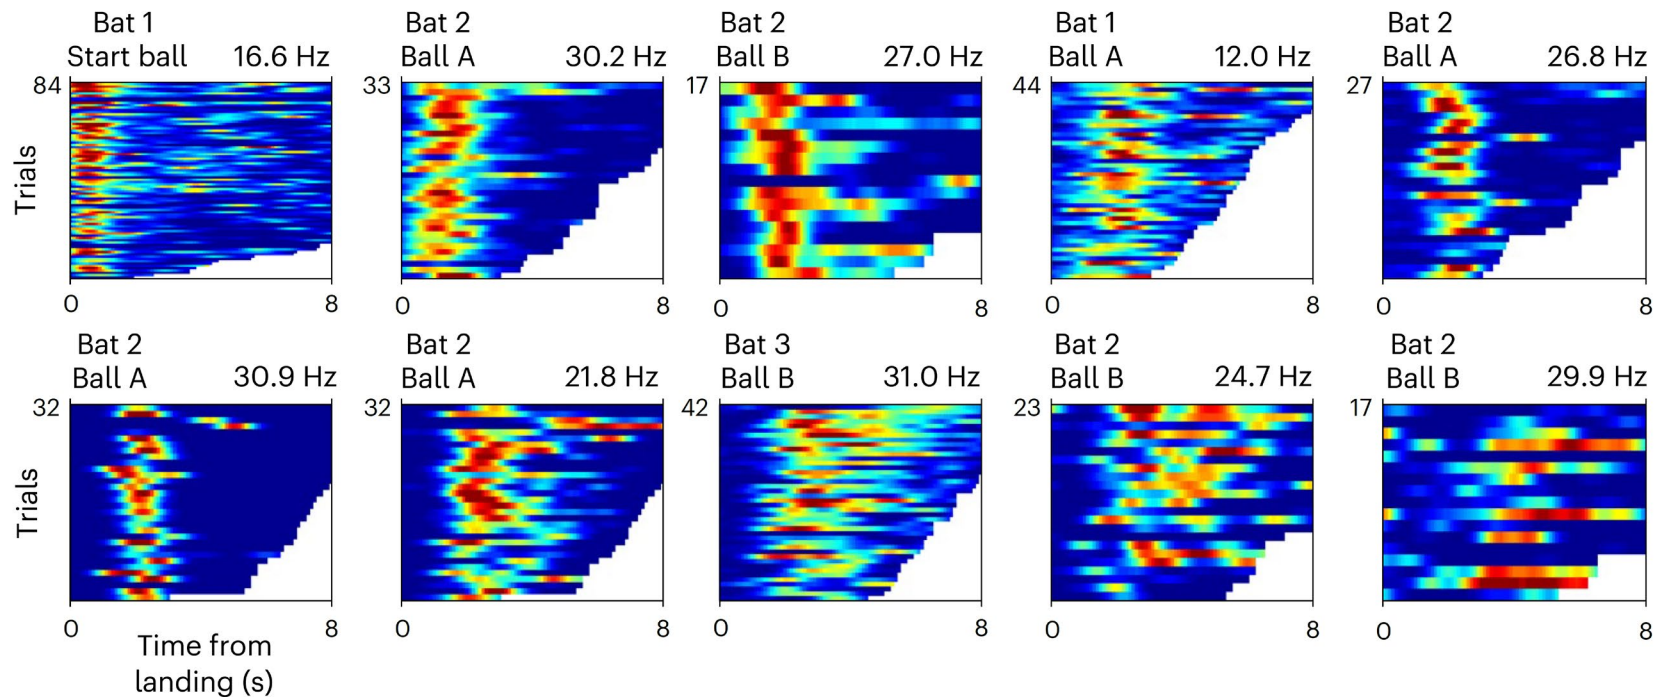 Bat 1
Start ball 16.6 Hz
84
Trials
0 8
Bat 2
Ball A 30.2 Hz
33
0 8
Bat 2
Ball B 27.0 Hz
17
0 8
Bat 1
Ball A 12.0 Hz
44
0 8
Bat 2
Ball A 26.8 Hz
27
0 8
Bat 2
Ball A 30.9 Hz
32
Trials
0 8
Time from
landing (s)
Bat 2
Ball A 21.8 Hz
32
0 8
Bat 3
Ball B 31.0 Hz
42
0 8
Bat 2
Ball B 24.7 Hz
23
0 8
Bat 2
Ball B 29.9 Hz
17
0 8